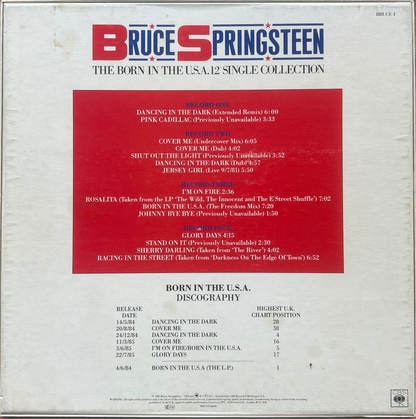 BRUCE 1
BRUCE SPRINGSTEEN
THE BORN IN THE U.S.A. 12 SINGLE COLLECTION
RECORD ONE
DANCING IN THE DARK (Extended Remix) 6:00
PINK CADILLAC (Previously Unavailable) 3:33
RECORD TWO
COVER ME (Undercover Mix) 6:05
COVER ME (Dub) 4:02
SHUT OUT THE LIGHT (Previously Unavailable) 3:52
DANCING IN THE DARK (Dub) 4:57
JERSEY GIRL (Live 9/7/81) 5:50
RECORD THREE
I'M ON FIRE 2:36
ROSALITA (Taken from the LP 'The Wild, The Innocent and The E Street Shuffle') 7:02
BORN IN THE U.S.A. (The Freedom Mix) 7:20
JOHNNY BYE BYE (Previously Unavailable) 1:50
RECORD FOUR
GLORY DAYS 4:15
STAND ON IT (Previously Unavailable) 2:30
SHERRY DARLING (Taken from 'The River') 4:02
RACING IN THE STREET (Taken from 'Darkness On The Edge Of Town') 6:52
BORN IN THE U.S.A.
DISCOGRAPHY
RELEASE DATE HIGHEST U.K. CHART POSITION
14/5/84 DANCING IN THE DARK 28
20/8/84 COVER ME 38
24/12/84 DANCING IN THE DARK 4
11/3/85 COVER ME 16
3/6/85 I'M ON FIRE/BORN IN THE U.S.A. 5
22/7/85 GLORY DAYS 17
4/6/84 BORN IN THE U.S.A (THE L.P.) 1
CBS